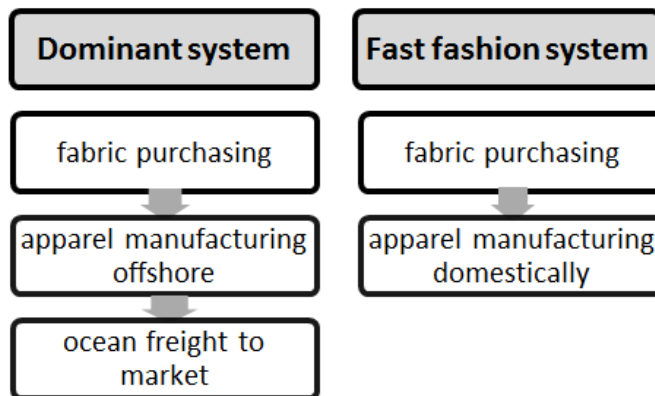 Dominant system
fabric purchasing
apparel manufacturing
offshore
ocean freight to
market
Fast fashion system
fabric purchasing
apparel manufacturing
domestically